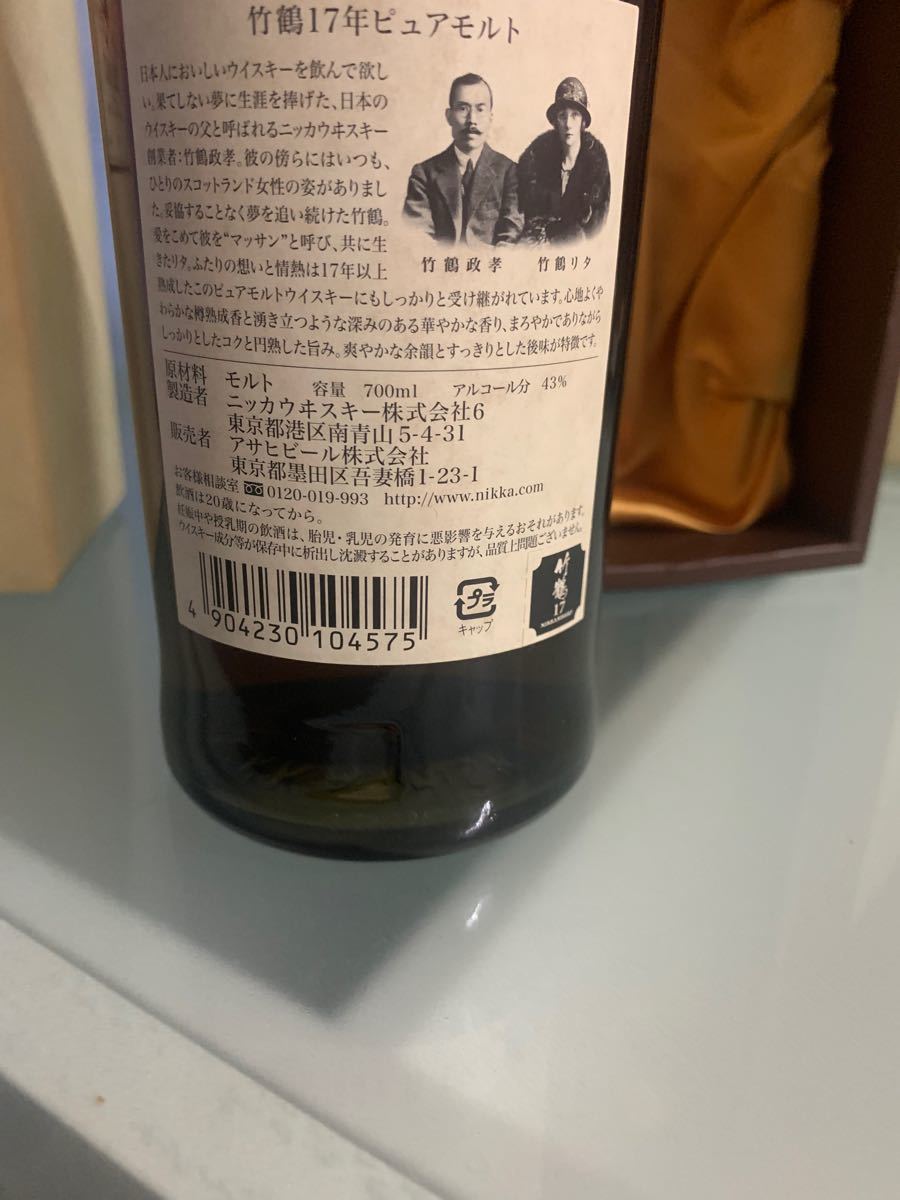 竹鶴17年ピュアモルト
日本人においしいウイスキーを飲んで欲し
い。果てしない夢に生涯を捧げた、日本の
ウイスキーの父と呼ばれるニッカウヰスキー
創業者:竹鶴政孝。彼の傍らにはいつも、
ひとりのスコットランド女性の姿がありまし
た。妥協することなく夢を追い続けた竹鶴。
愛をこめて彼を“マッサン”と呼び、共に生
きたリタ。ふたりの想いと情熱は17年以上
熟成したこのピュアモルトウイスキーにもしっかりと受け継がれています。心地よくや
わらかな樽熟成香と湧き立つような深みのある華やかな香り、まろやかでありながら
しっかりとしたコクと円熟した旨み。爽やかな余韻とすっきりとした後味が特徴です。
竹鶴政孝 竹鶴リタ
原材料 モルト 容量 700ml アルコール分 43%
製造者 ニッカウヰスキー株式会社6
東京都港区南青山5-4-31
販売者 アサヒビール株式会社
東京都墨田区吾妻橋1-23-1
お客様相談室 0120-019-993 http://www.nikka.com
飲酒は20歳になってから。
妊娠中や授乳期の飲酒は、胎児・乳児の発育に悪影響を与えるおそれがあります。
ウイスキー成分等が保存中に析出し沈澱することがありますが、品質上問題ございません。
4 904230 104575
プラ
キャップ
竹鶴
17